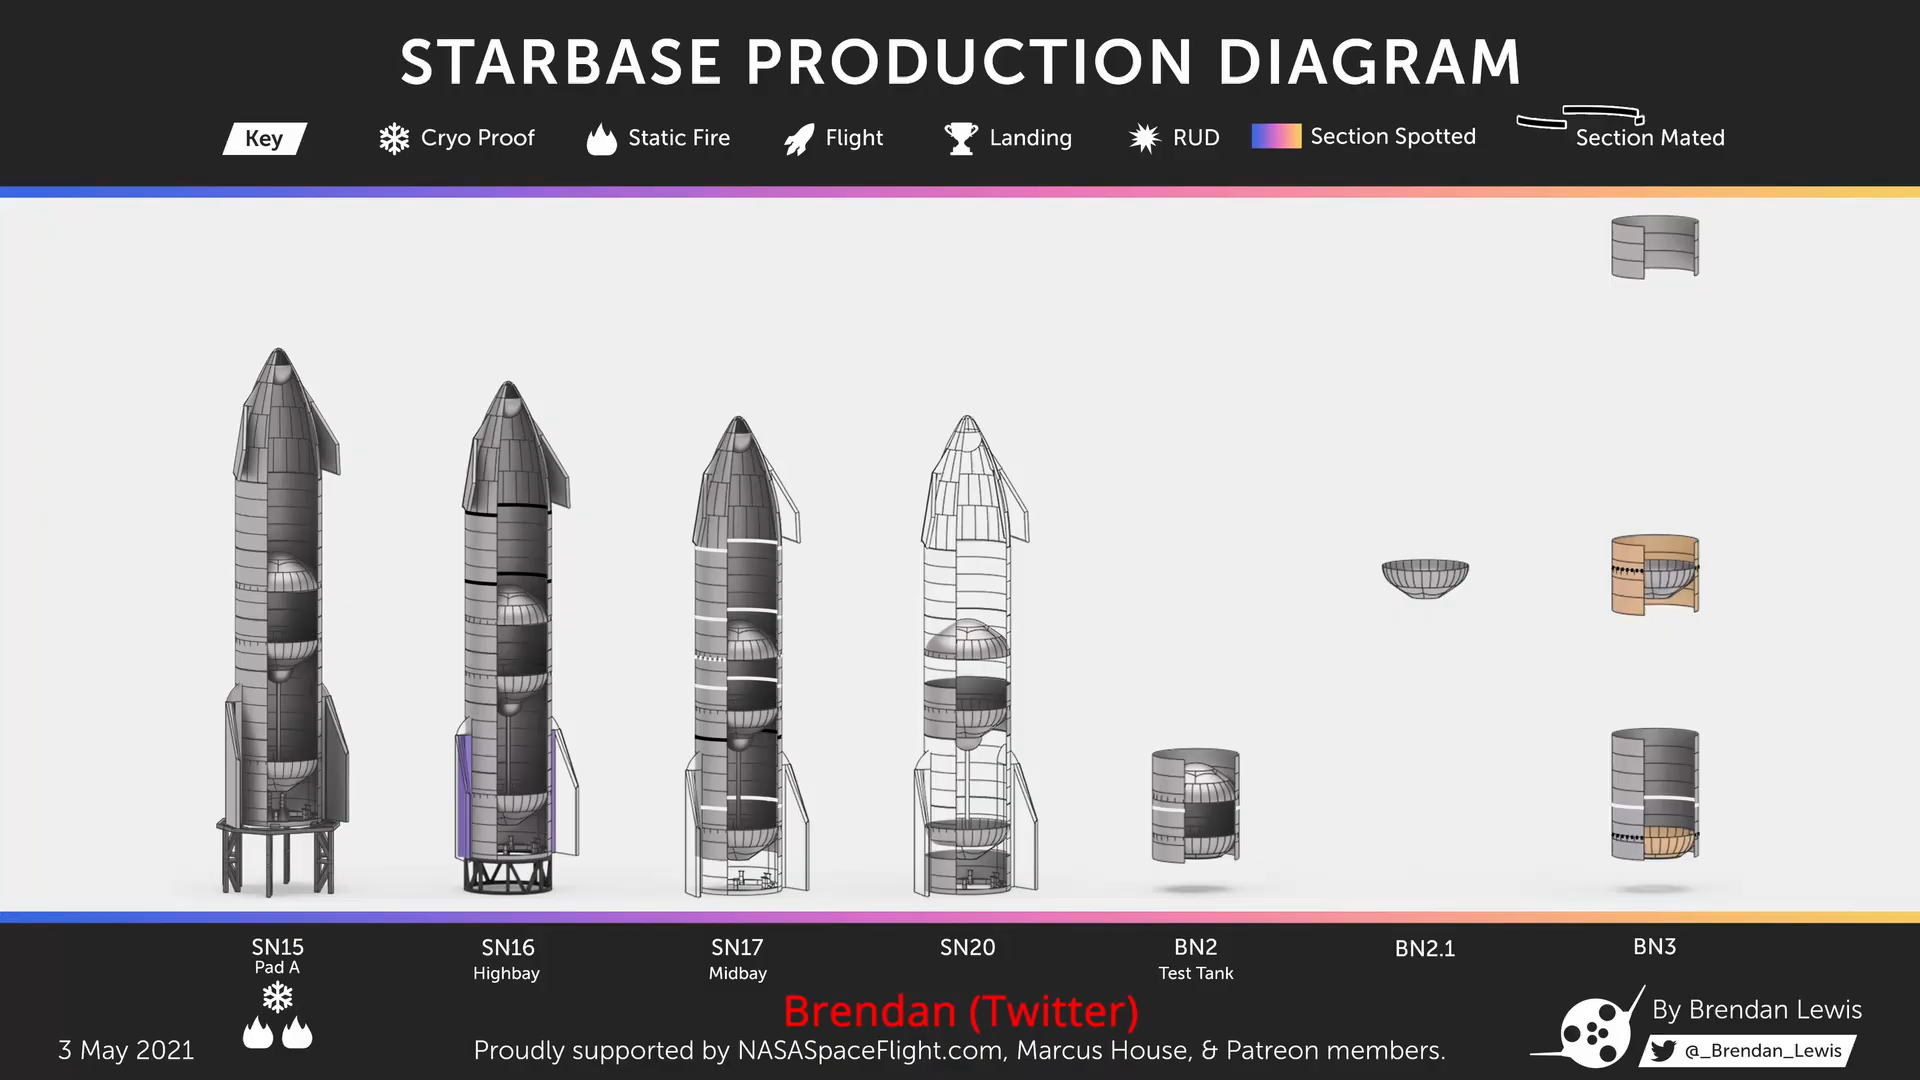 STARBASE PRODUCTION DIAGRAM
Key
Cryo Proof
Static Fire
Flight
Landing
RUD
Section Spotted
Section Mated
SN15
Pad A
SN16
Highbay
SN17
Midbay
SN20
BN2
Test Tank
BN2.1
BN3
Brendan (Twitter)
3 May 2021
Proudly supported by NASASpaceFlight.com, Marcus House, & Patreon members.
By Brendan Lewis
@_Brendan_Lewis